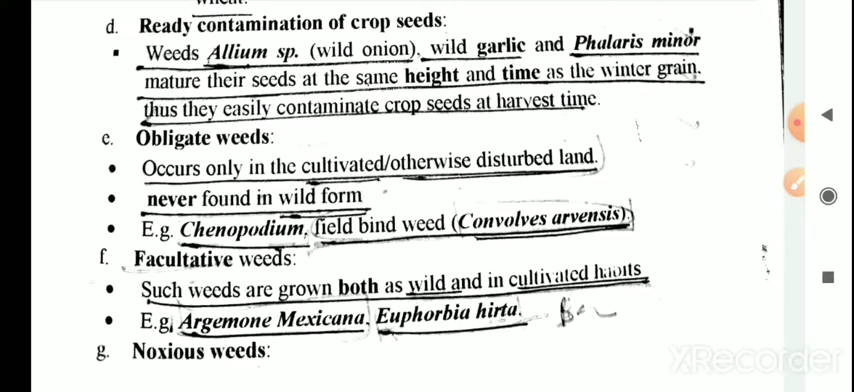 wheat.
d. Ready contamination of crop seeds:
▪ Weeds Allium sp. (wild onion), wild garlic and Phalaris minor
mature their seeds at the same height and time as the winter grain,
thus they easily contaminate crop seeds at harvest time.
e. Obligate weeds:
• Occurs only in the cultivated/otherwise disturbed land.
• never found in wild form
• E.g. Chenopodium, field bind weed (Convolves arvensis).
f. Facultative weeds:
• Such weeds are grown both as wild and in cultivated habits
• E.g. Argemone Mexicana, Euphorbia hirta.
g. Noxious weeds:
XRecorder